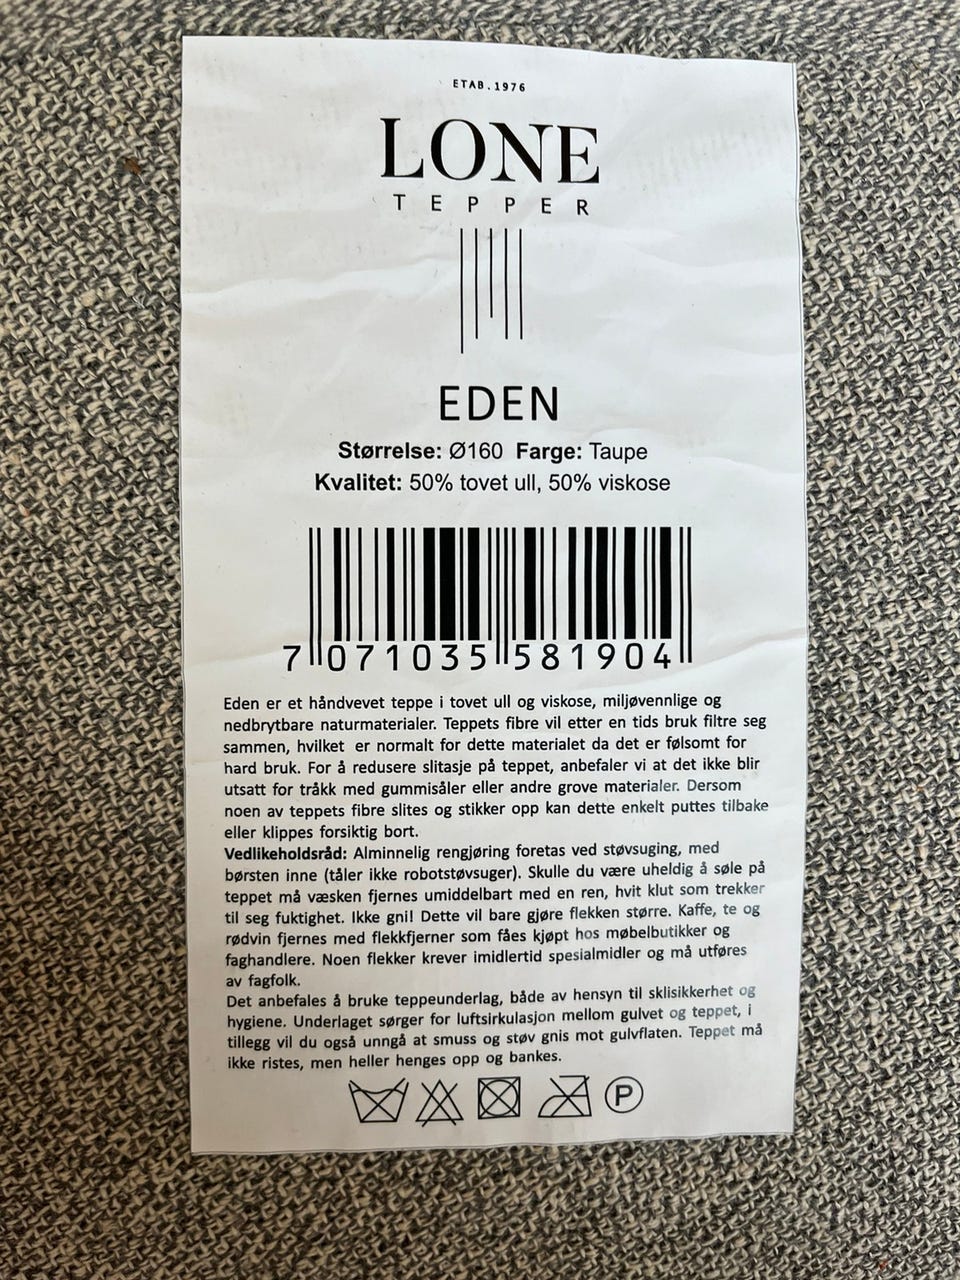 ETAB.1976
LONE
TEPPER
EDEN
Størrelse: Ø160 Farge: Taupe
Kvalitet: 50% tovet ull, 50% viskose
7 071035 581904
Eden er et håndvevet teppe i tovet ull og viskose, miljøvennlige og
nedbrytbare naturmaterialer. Teppets fibre vil etter en tids bruk filtre seg
sammen, hvilket er normalt for dette materialet da det er følsomt for
hard bruk. For å redusere slitasje på teppet, anbefaler vi at det ikke blir
utsatt for tråkk med gummisåler eller andre grove materialer. Dersom
noen av teppets fibre slites og stikker opp kan dette enkelt puttes tilbake
eller klippes forsiktig bort.
Vedlikeholdsråd: Alminnelig rengjøring foretas ved støvsuging, med
børsten inne (tåler ikke robotstøvsuger). Skulle du være uheldig å søle på
teppet må væsken fjernes umiddelbart med en ren, hvit klut som trekker
til seg fuktighet. Ikke gni! Dette vil bare gjøre flekken større. Kaffe, te og
rødvin fjernes med flekkfjerner som fåes kjøpt hos møbelbutikker og
faghandlere. Noen flekker krever imidlertid spesialmidler og må utføres
av fagfolk.
Det anbefales å bruke teppeunderlag, både av hensyn til sklisikkerhet og
hygiene. Underlaget sørger for luftsirkulasjon mellom gulvet og teppet, i
tillegg vil du også unngå at smuss og støv gnis mot gulvflaten. Teppet må
ikke ristes, men heller henges opp og bankes.
P